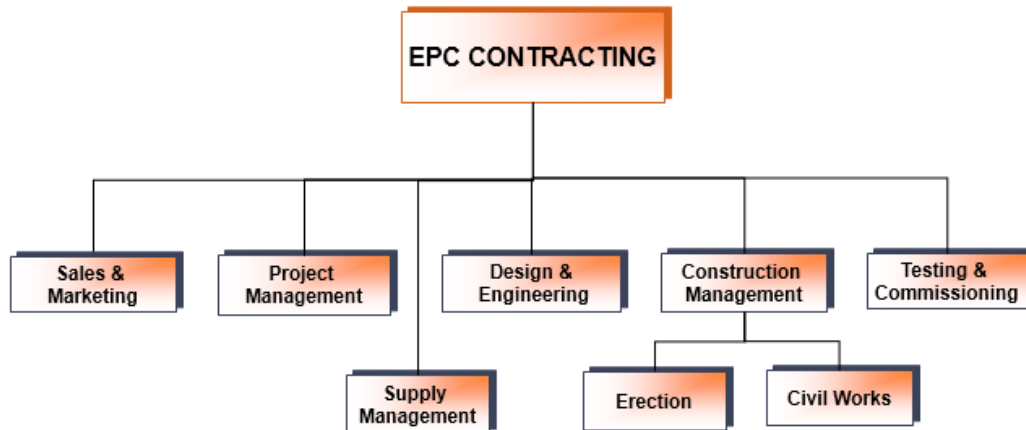 EPC CONTRACTING
Sales &
Marketing
Project
Management
Design &
Engineering
Construction
Management
Testing &
Commissioning
Supply
Management
Erection
Civil Works